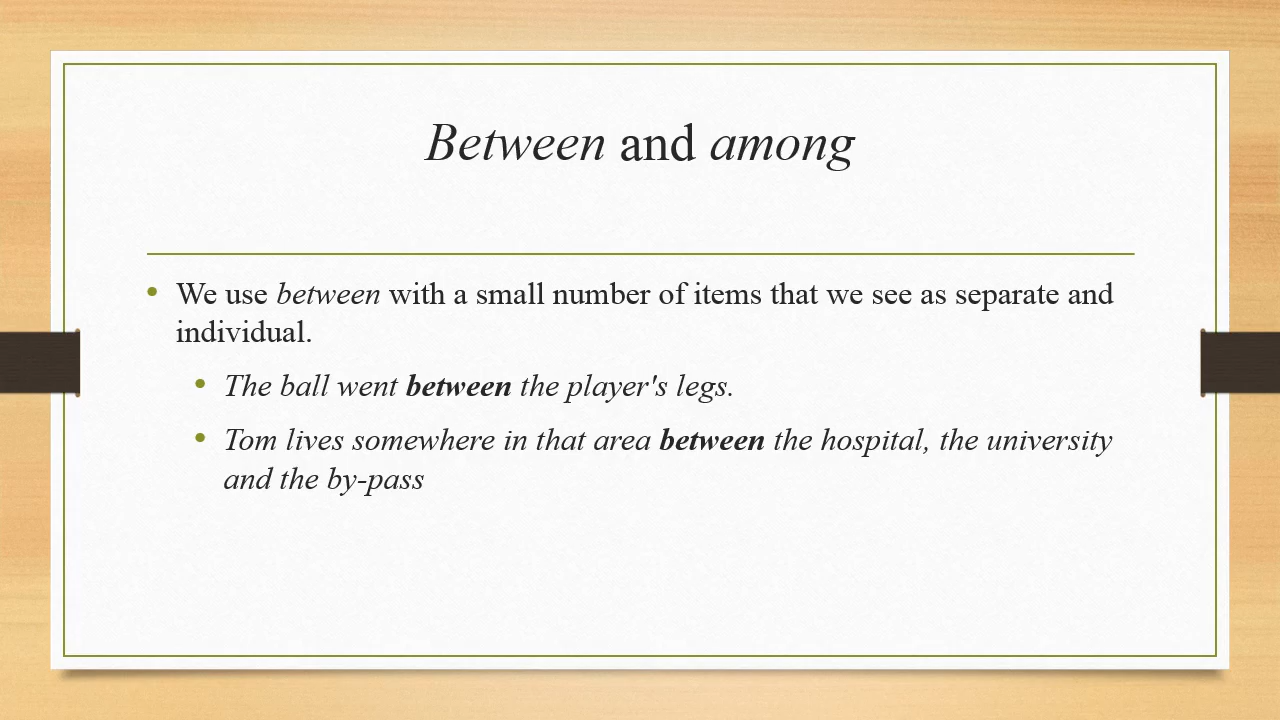 Between and among
• We use between with a small number of items that we see as separate and
individual.
• The ball went between the player's legs.
• Tom lives somewhere in that area between the hospital, the university
and the by-pass